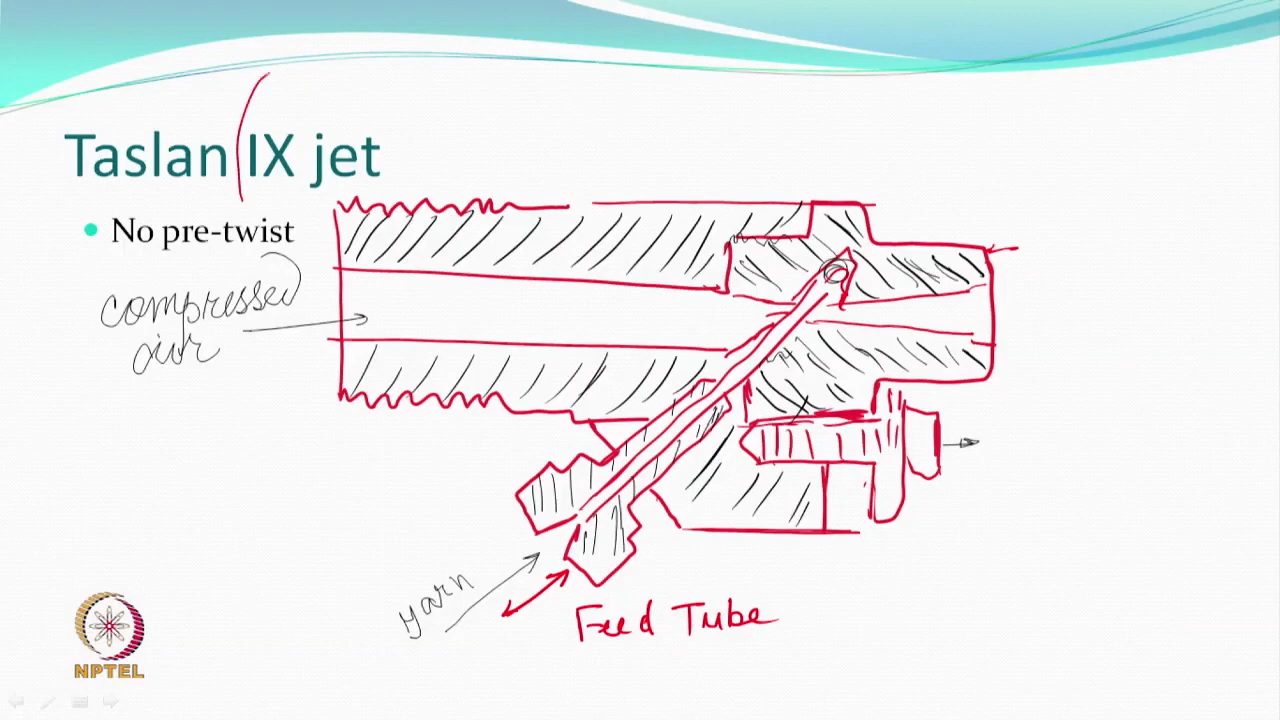 Taslan IX jet
No pre-twist
compressed
air
yarn
Feed Tube
NPTEL